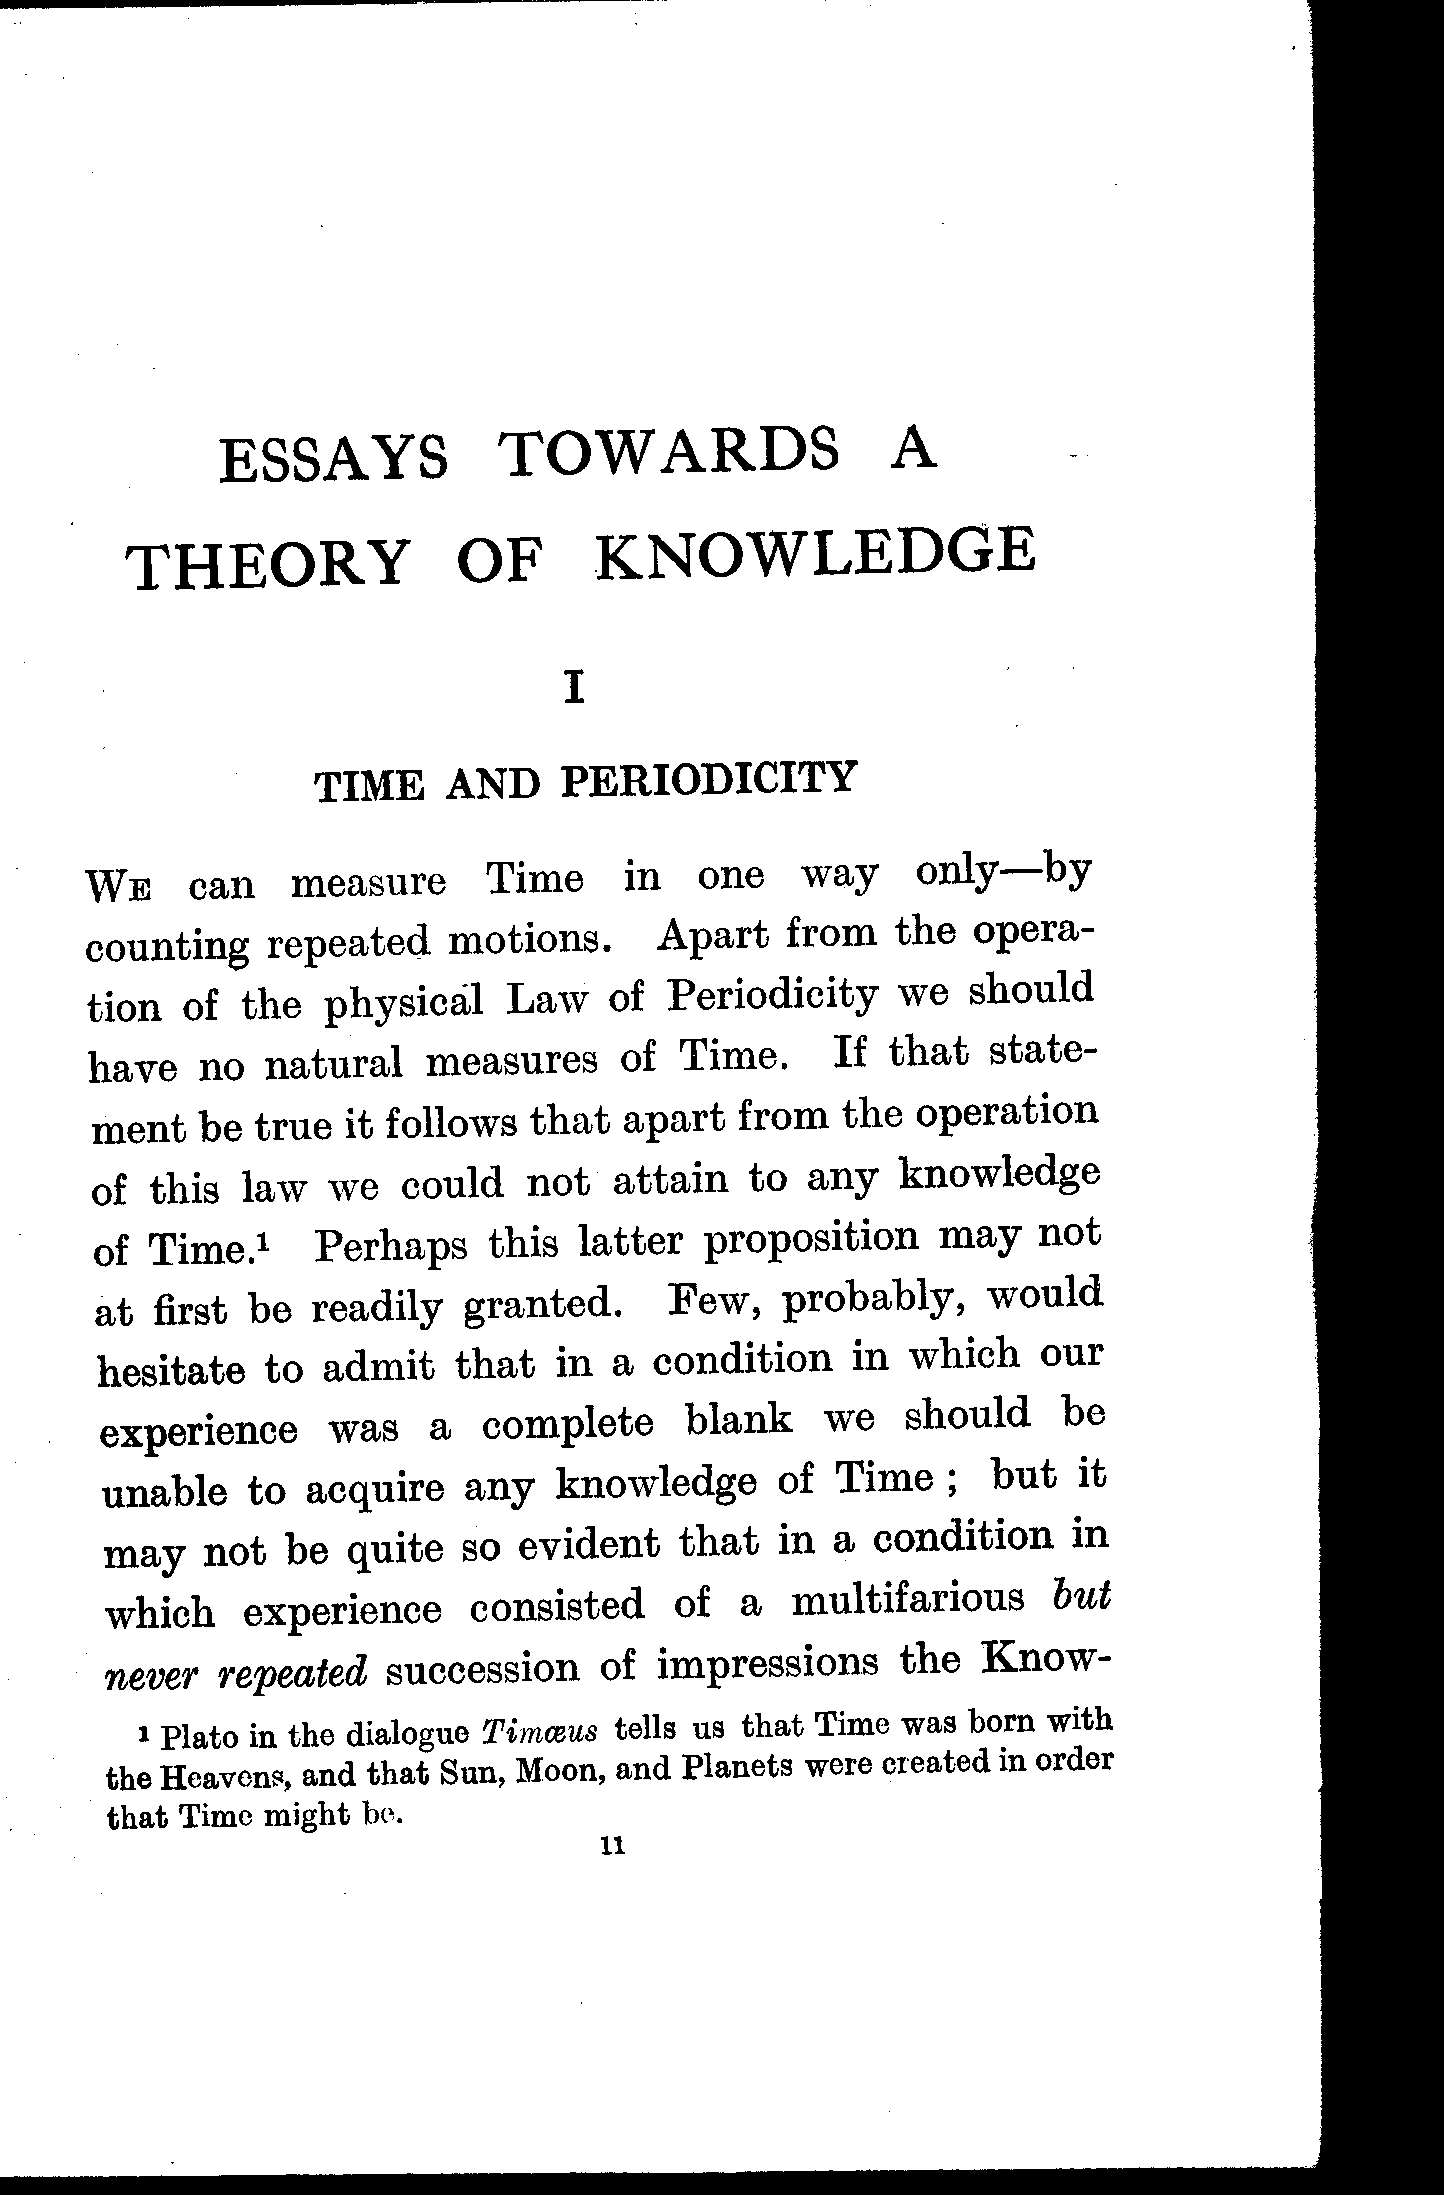 ESSAYS TOWARDS A
THEORY OF KNOWLEDGE
I
TIME AND PERIODICITY
WE can measure Time in one way only—by
counting repeated motions. Apart from the opera-
tion of the physical Law of Periodicity we should
have no natural measures of Time. If that state-
ment be true it follows that apart from the operation
of this law we could not attain to any knowledge
of Time.¹ Perhaps this latter proposition may not
at first be readily granted. Few, probably, would
hesitate to admit that in a condition in which our
experience was a complete blank we should be
unable to acquire any knowledge of Time ; but it
may not be quite so evident that in a condition in
which experience consisted of a multifarious but
never repeated succession of impressions the Know-
¹ Plato in the dialogue Timœus tells us that Time was born with
the Heavens, and that Sun, Moon, and Planets were created in order
that Time might be.
11